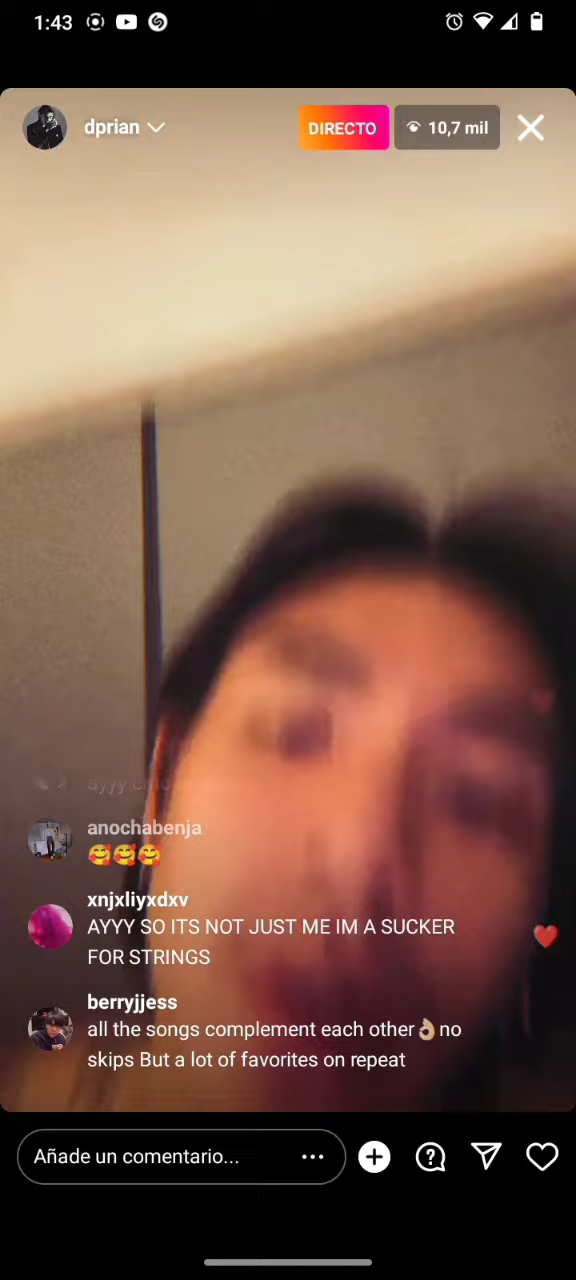 1:43
dprian
DIRECTO
10,7 mil
ayyy
anochabenja
🥰🥰🥰
xnjxliyxdxv
AYYY SO ITS NOT JUST ME IM A SUCKER
FOR STRINGS
berryjjess
all the songs complement each other👌🏼no
skips But a lot of favorites on repeat
Añade un comentario...